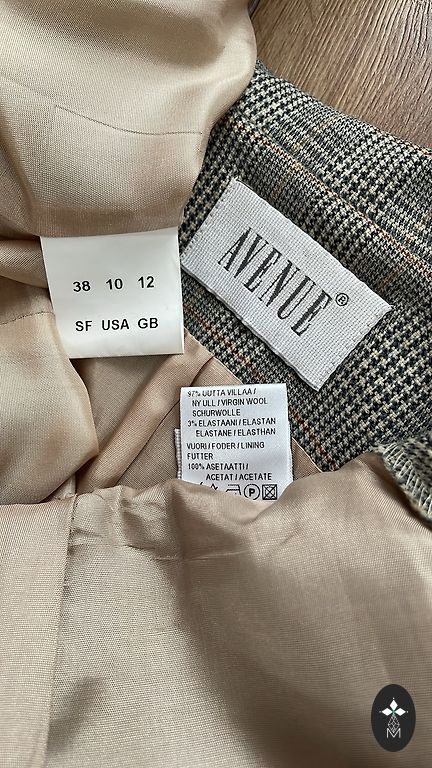 AVENUE®
38 10 12
SF USA GB
97% UUTTA VILLAA /
NY ULL / VIRGIN WOOL
SCHURWOLLE
3% ELASTAANI / ELASTAN
ELASTANE / ELASTHAN
VUORI / FODER / LINING
FUTTER
100% ASETAATTI /
ACETAT / ACETATE
P
M